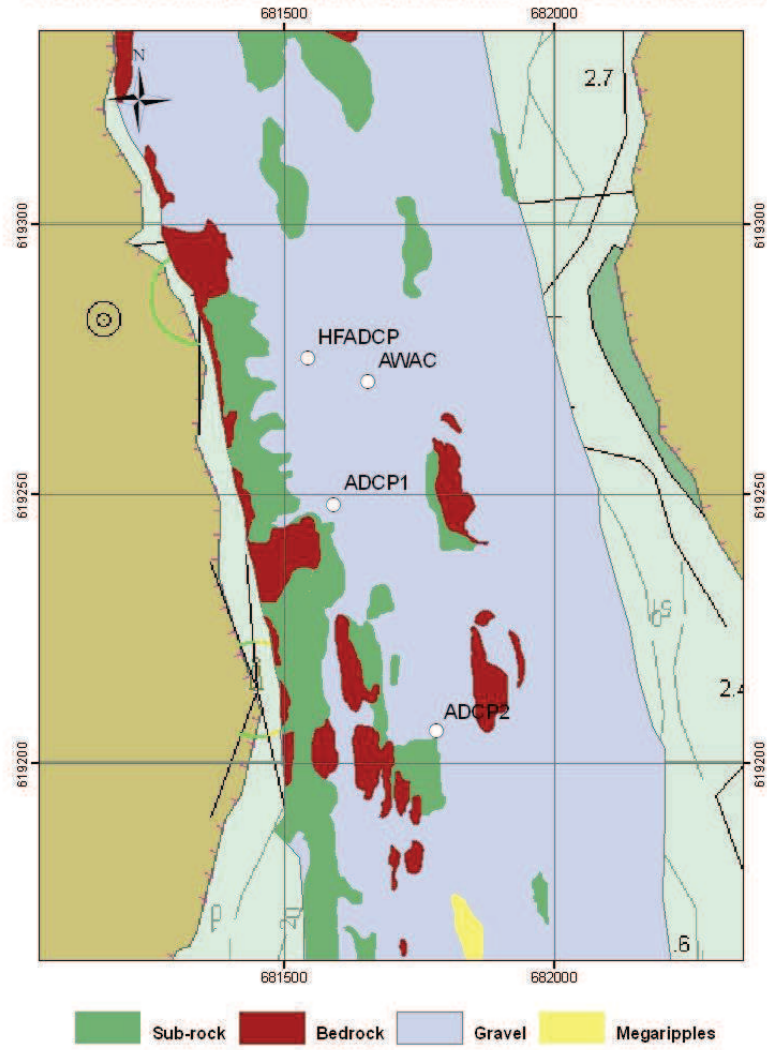 681500 682000
N
2.7
619300 619300
HFADCP
AWAC
ADCP1
619250 619250
ADCP2
2.4
619200 619200
.6
681500 682000
Sub-rock Bedrock Gravel Megaripples